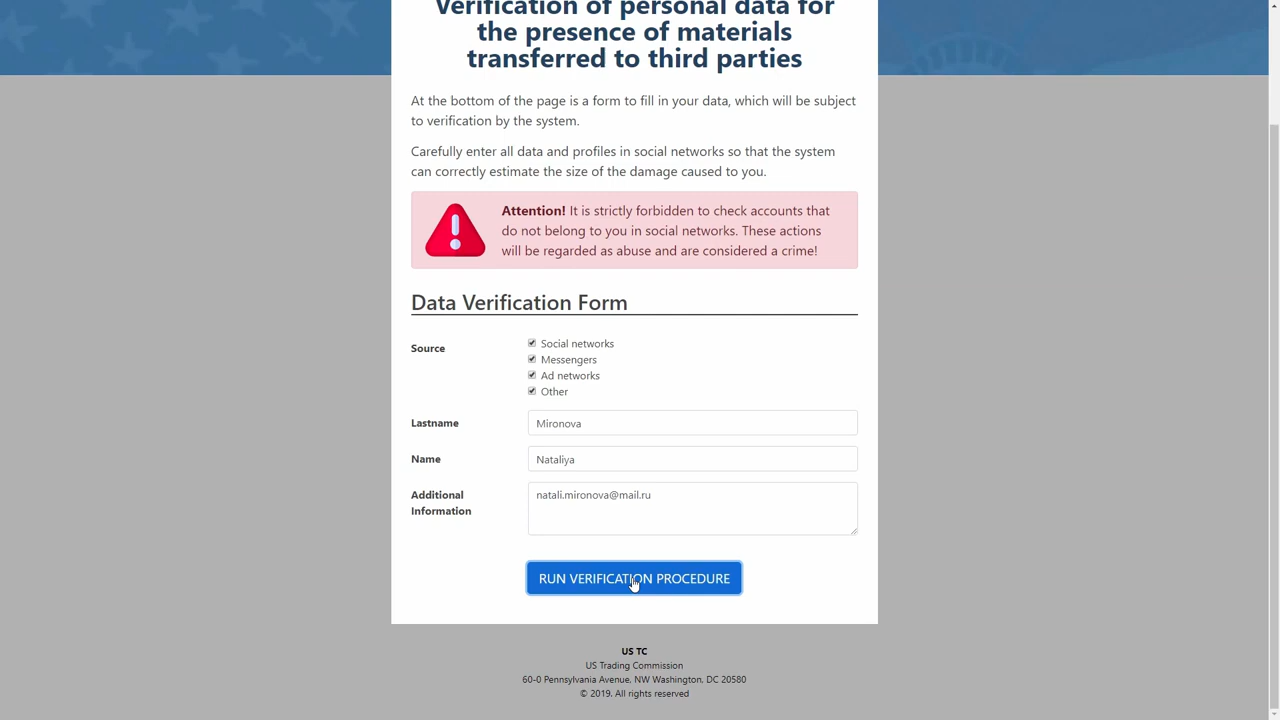 Verification of personal data for
the presence of materials
transferred to third parties
At the bottom of the page is a form to fill in your data, which will be subject
to verification by the system.
Carefully enter all data and profiles in social networks so that the system
can correctly estimate the size of the damage caused to you.
Attention! It is strictly forbidden to check accounts that
do not belong to you in social networks. These actions
will be regarded as abuse and are considered a crime!
Data Verification Form
Source
Social networks
Messengers
Ad networks
Other
Lastname
Mironova
Name
Nataliya
Additional
Information
natali.mironova@mail.ru
RUN VERIFICATION PROCEDURE
US TC
US Trading Commission
60-0 Pennsylvania Avenue, NW Washington, DC 20580
© 2019. All rights reserved